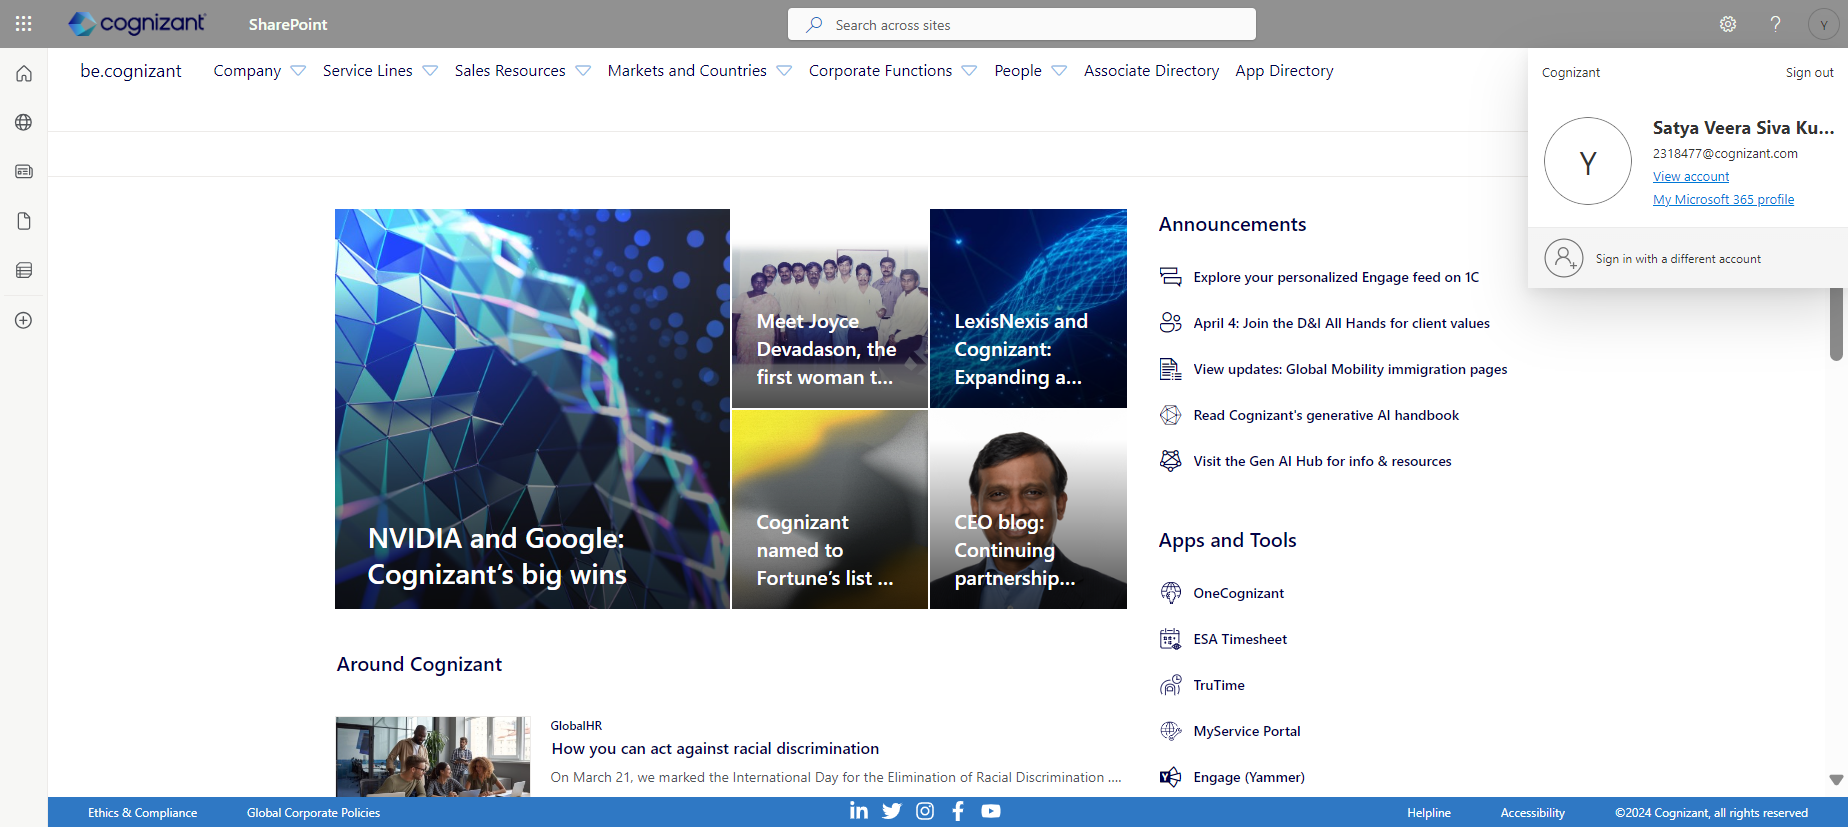 cognizant
SharePoint
Search across sites
?
Y
be.cognizant
Company
Service Lines
Sales Resources
Markets and Countries
Corporate Functions
People
Associate Directory
App Directory
Cognizant
Sign out
Y
Satya Veera Siva Ku...
2318477@cognizant.com
View account
My Microsoft 365 profile
Sign in with a different account
NVIDIA and Google:
Cognizant’s big wins
Meet Joyce
Devadason, the
first woman t...
LexisNexis and
Cognizant:
Expanding a...
Cognizant
named to
Fortune’s list ...
CEO blog:
Continuing
partnership...
Announcements
Explore your personalized Engage feed on 1C
April 4: Join the D&I All Hands for client values
View updates: Global Mobility immigration pages
Read Cognizant's generative AI handbook
Visit the Gen AI Hub for info & resources
Apps and Tools
OneCognizant
ESA Timesheet
TruTime
MyService Portal
Engage (Yammer)
Around Cognizant
GlobalHR
How you can act against racial discrimination
On March 21, we marked the International Day for the Elimination of Racial Discrimination ....
Ethics & Compliance
Global Corporate Policies
Helpline
Accessibility
©2024 Cognizant, all rights reserved